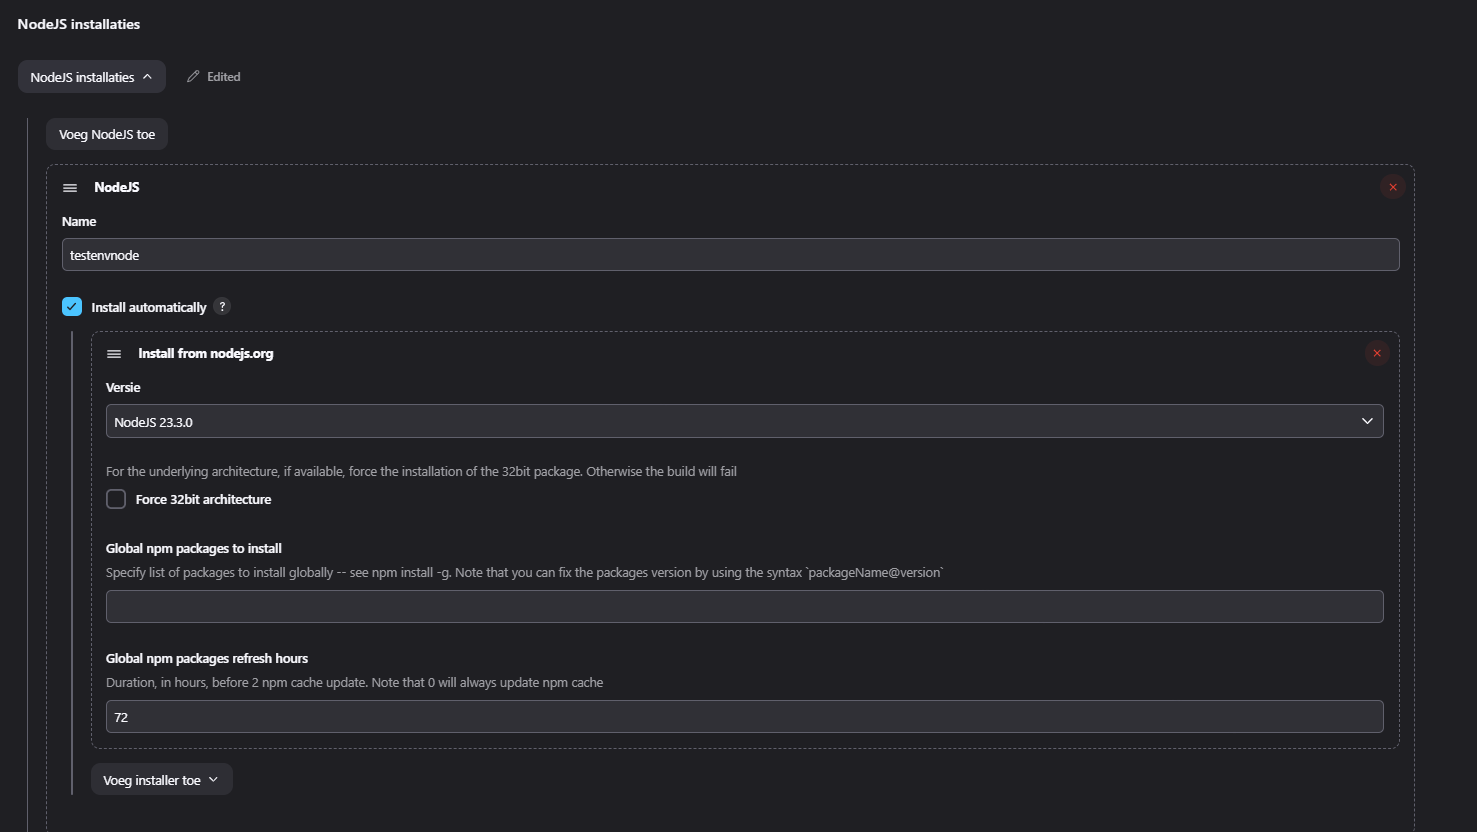 NodeJS installaties
NodeJS installaties
Edited
Voeg NodeJS toe
NodeJS
Name
testenvnode
Install automatically ?
Install from nodejs.org
Versie
NodeJS 23.3.0
For the underlying architecture, if available, force the installation of the 32bit package. Otherwise the build will fail
Force 32bit architecture
Global npm packages to install
Specify list of packages to install globally -- see npm install -g. Note that you can fix the packages version by using the syntax `packageName@version`
Global npm packages refresh hours
Duration, in hours, before 2 npm cache update. Note that 0 will always update npm cache
72
Voeg installer toe